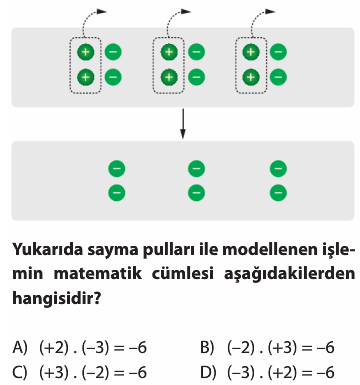 + − + − + −
+ − + − + −
− − −
− − −
Yukarıda sayma pulları ile modellenen işle-
min matematik cümlesi aşağıdakilerden
hangisidir?
A) (+2) . (–3) = –6 B) (–2) . (+3) = –6
C) (+3) . (–2) = –6 D) (–3) . (+2) = –6